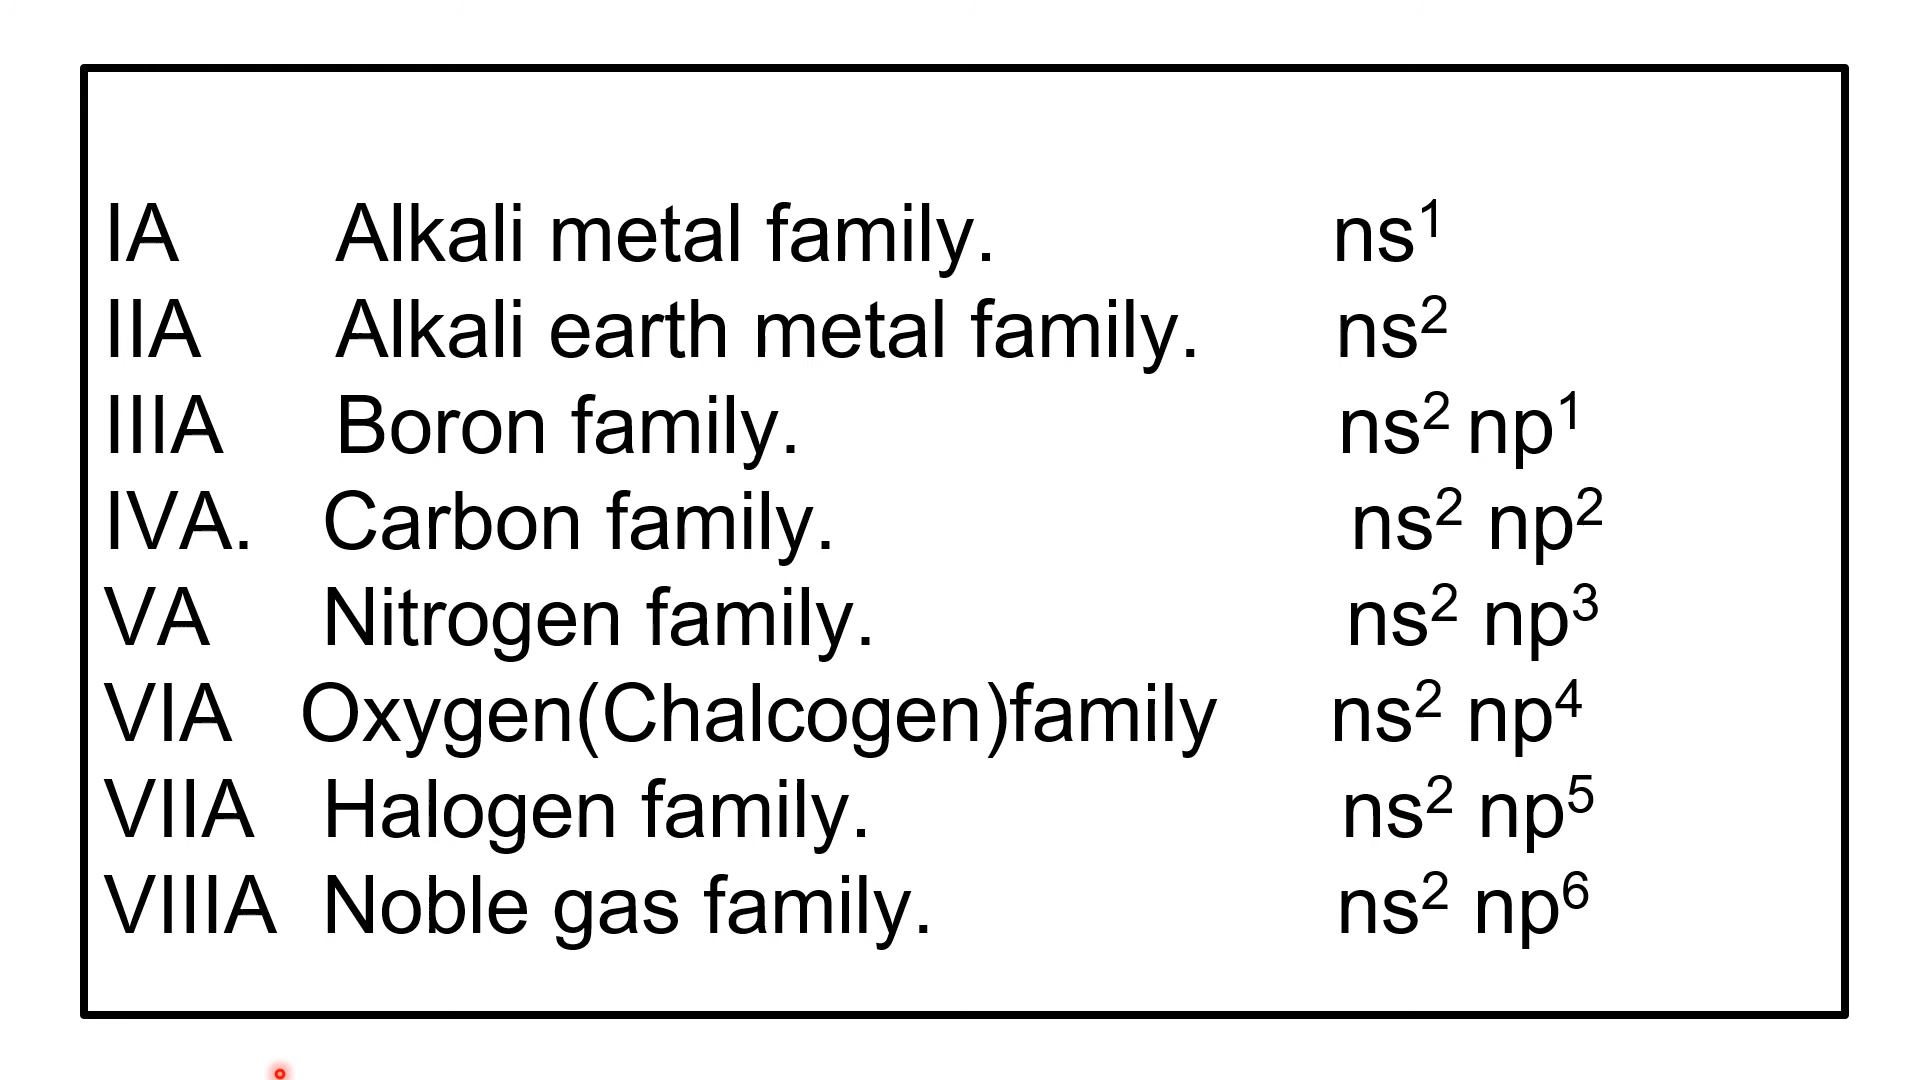 IA Alkali metal family. ns¹
IIA Alkali earth metal family. ns²
IIIA Boron family. ns² np¹
IVA. Carbon family. ns² np²
VA Nitrogen family. ns² np³
VIA Oxygen(Chalcogen)family ns² np⁴
VIIA Halogen family. ns² np⁵
VIIIA Noble gas family. ns² np⁶